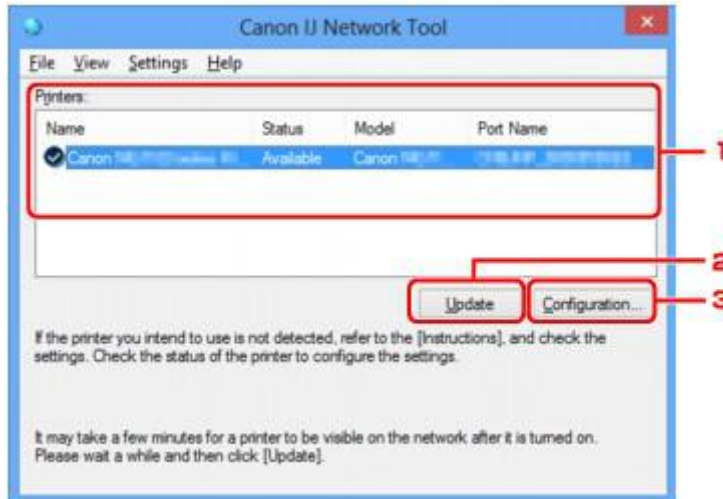 Canon IJ Network Tool
File View Settings Help
Printers:
Name Status Model Port Name
Canon Available Canon
1
2
Update Configuration...
3
If the printer you intend to use is not detected, refer to the [Instructions], and check the
settings. Check the status of the printer to configure the settings.
It may take a few minutes for a printer to be visible on the network after it is turned on.
Please wait a while and then click [Update].